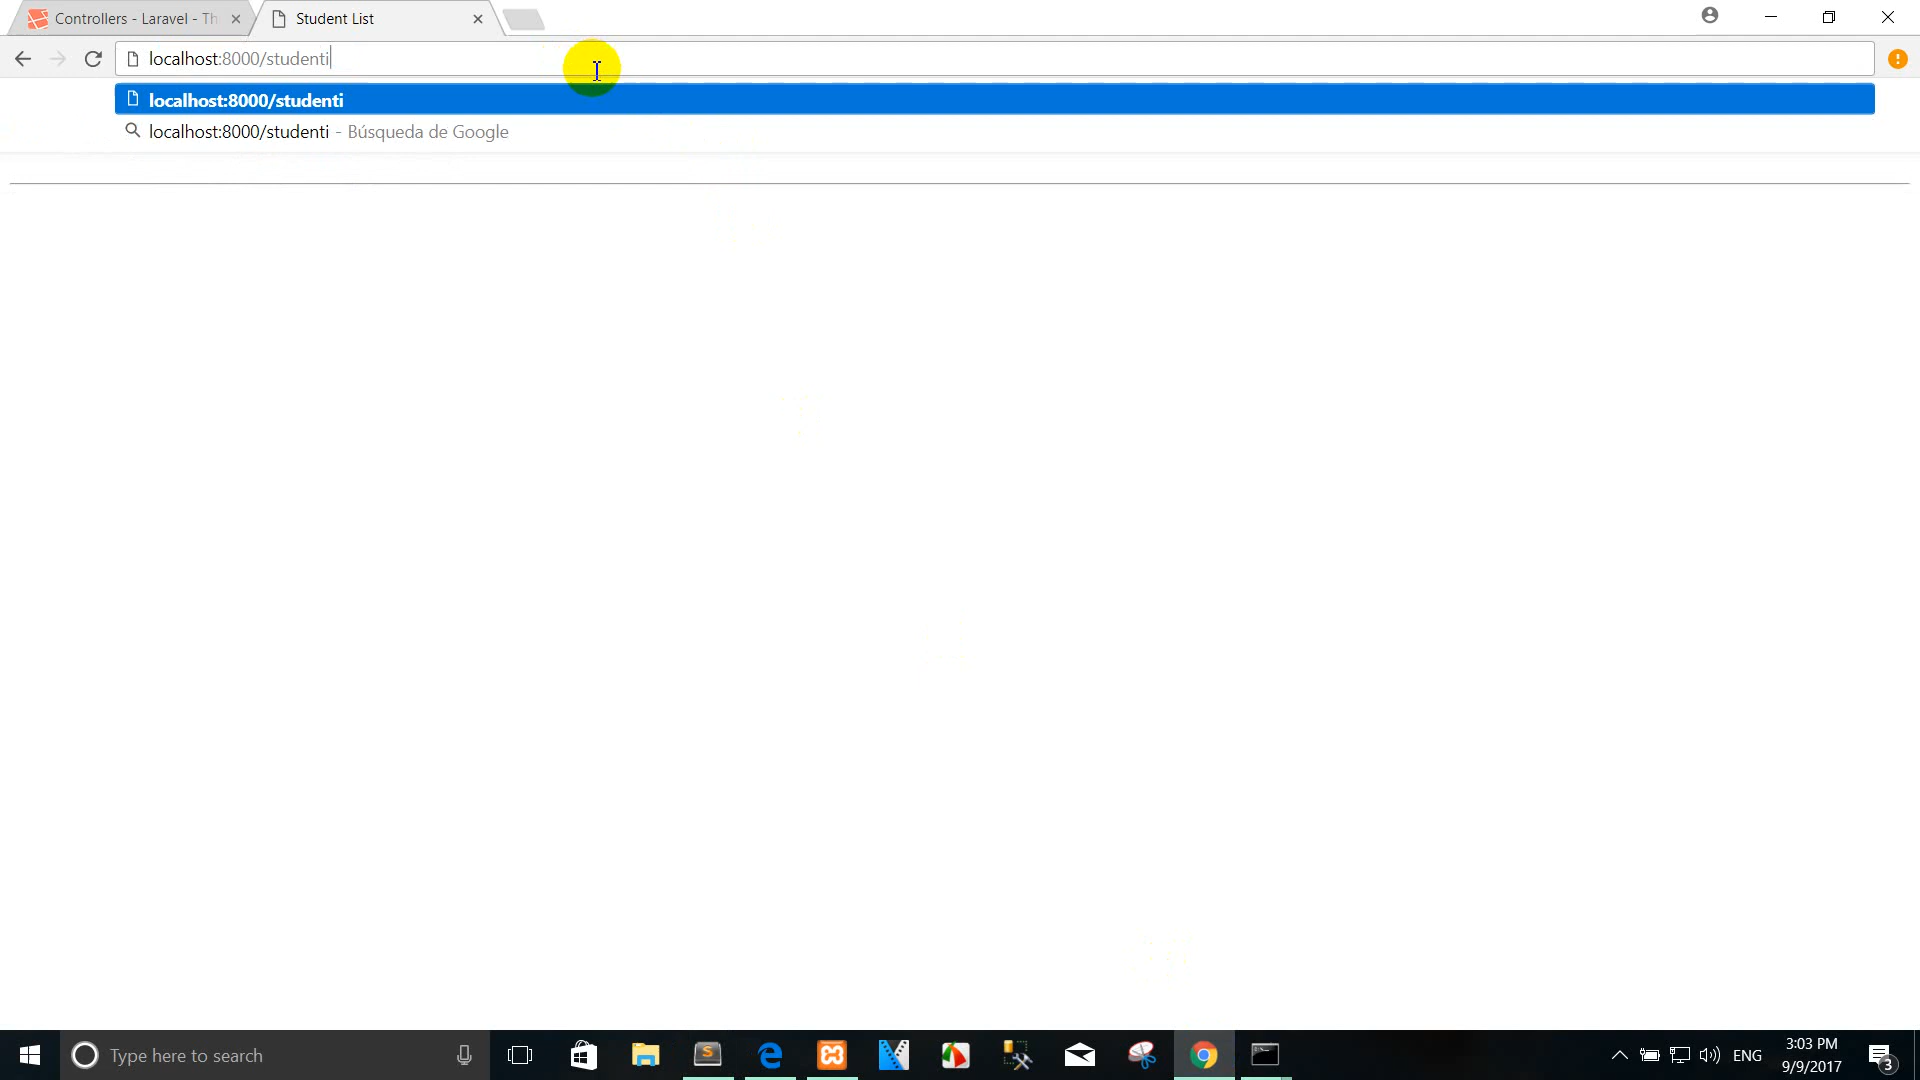 Controllers - Laravel - Th
Student List
localhost:8000/studenti
localhost:8000/studenti
localhost:8000/studenti - Búsqueda de Google
Type here to search
S
ENG
3:03 PM
9/9/2017
3